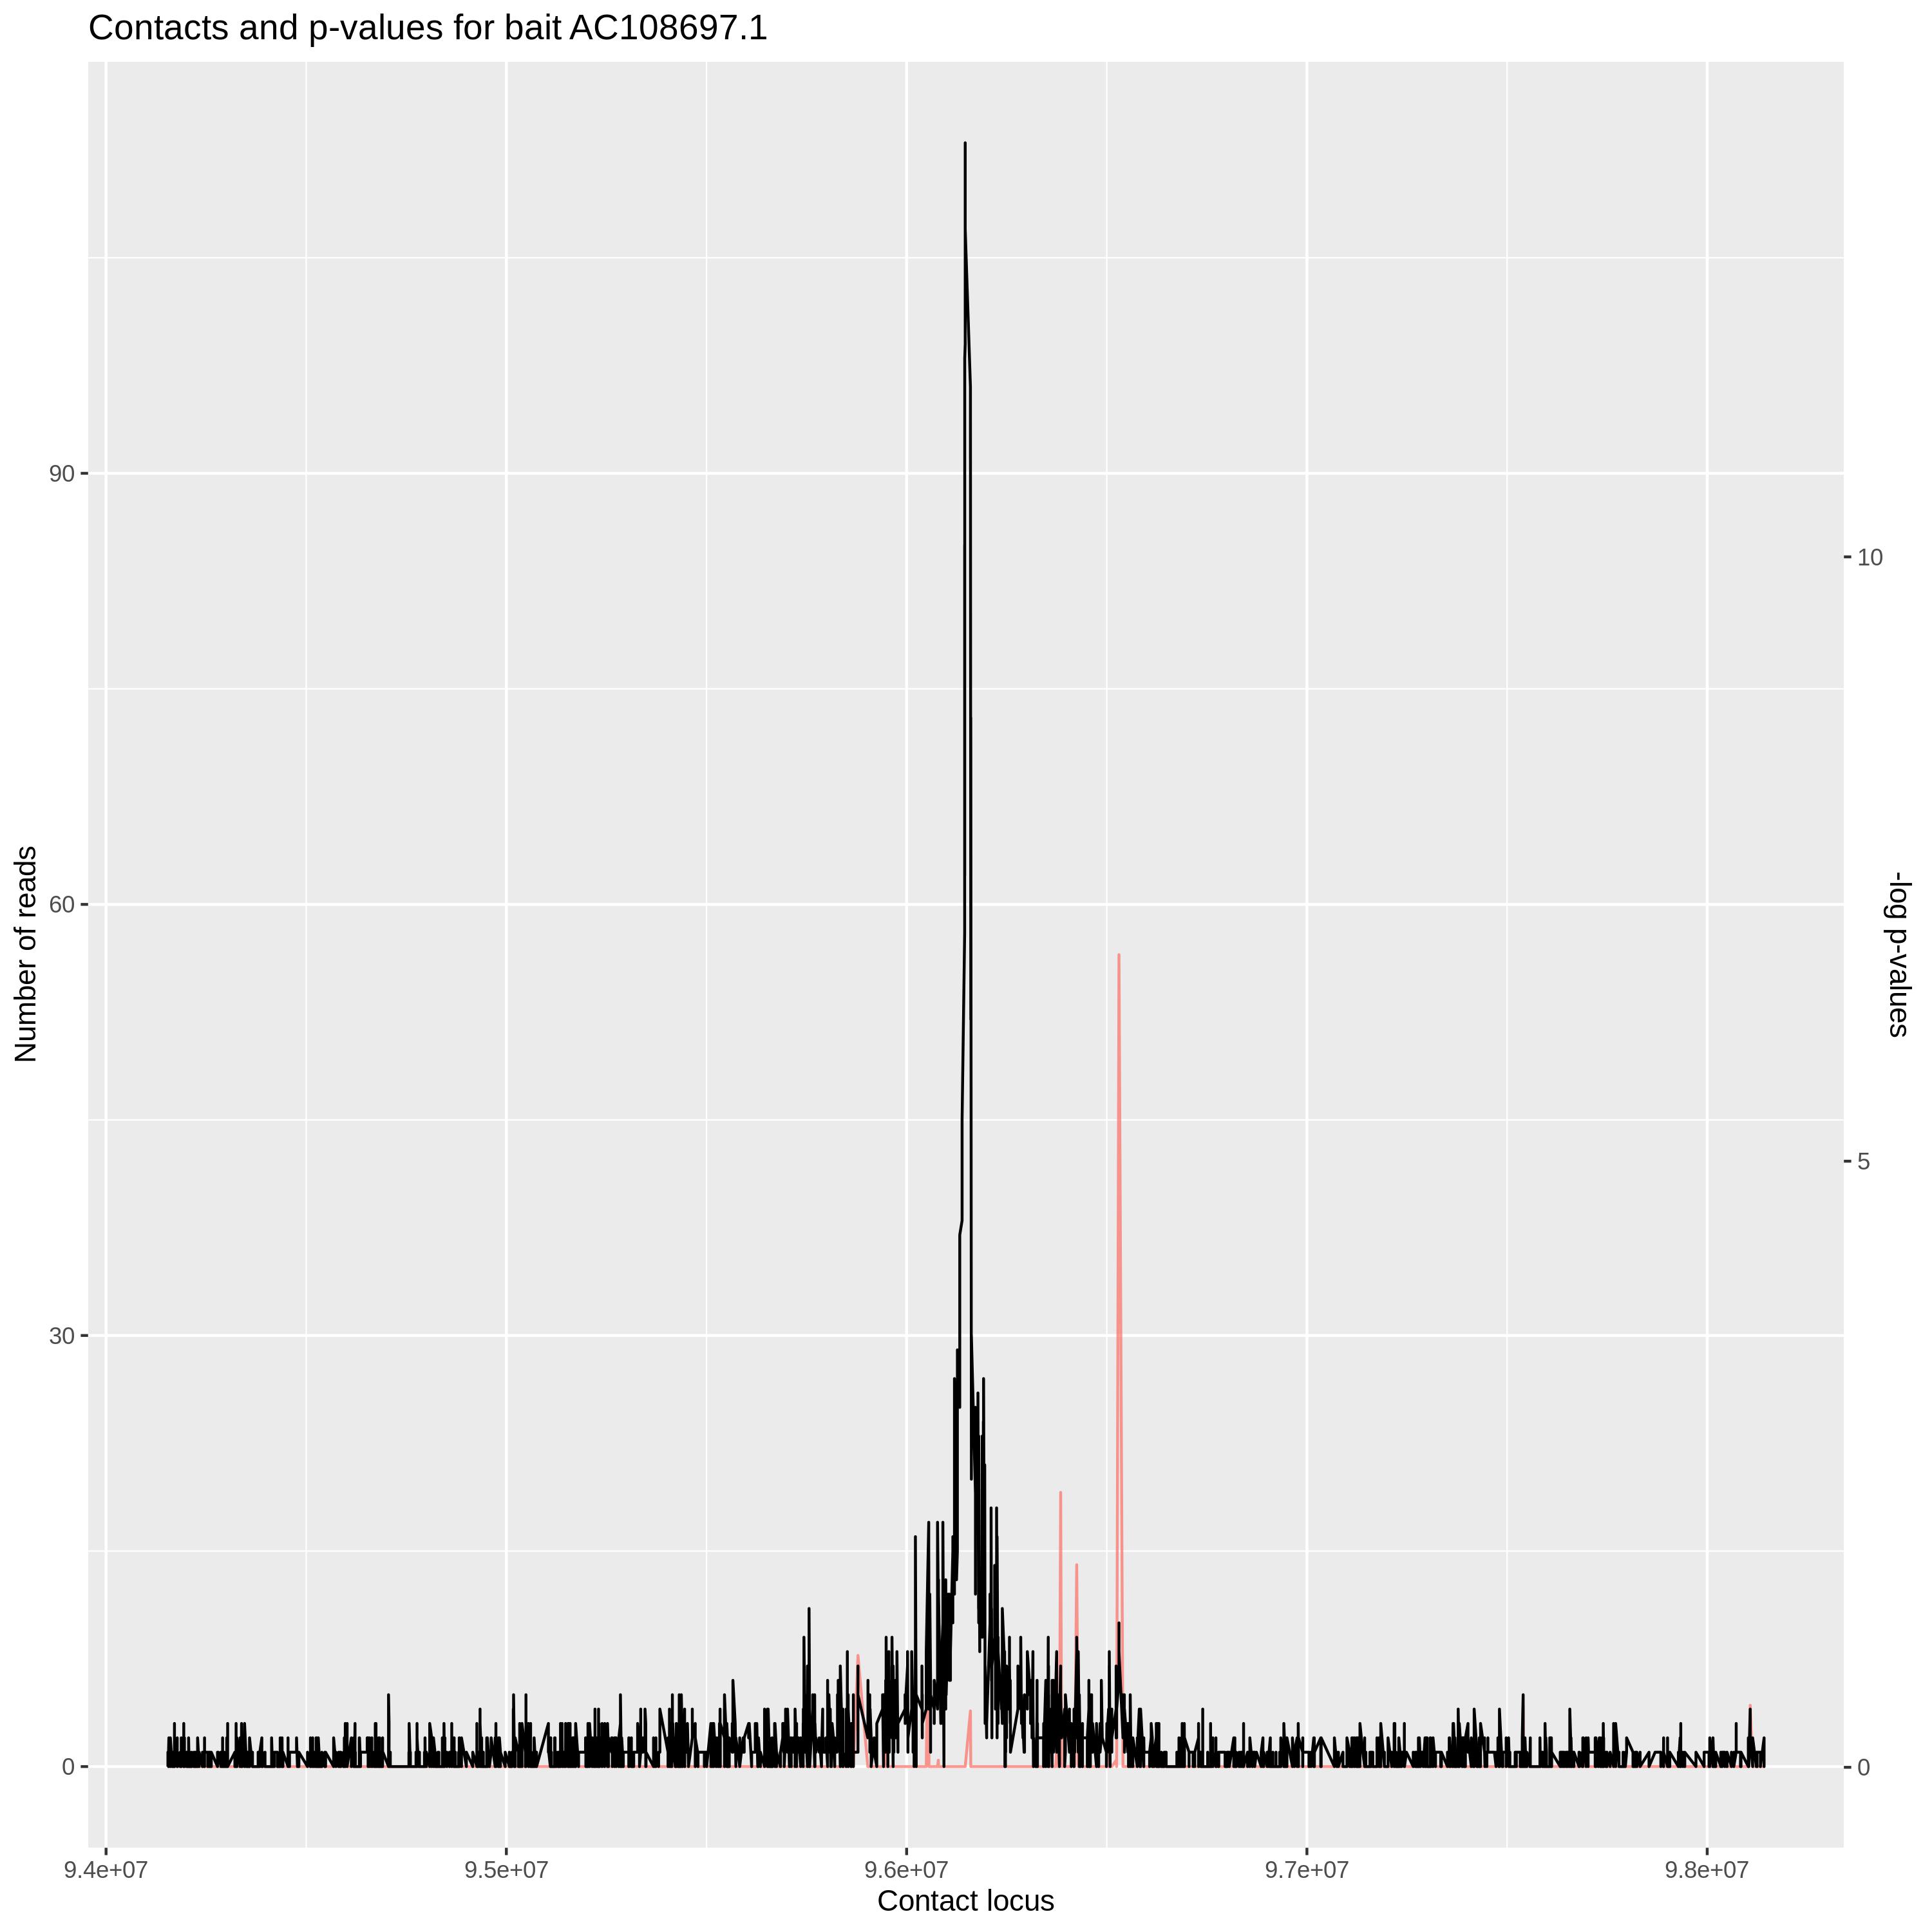 Contacts and p-values for bait AC108697.1
90
60
30
0
Number of reads
10
5
0
-log p-values
9.4e+07
9.5e+07
9.6e+07
9.7e+07
9.8e+07
Contact locus